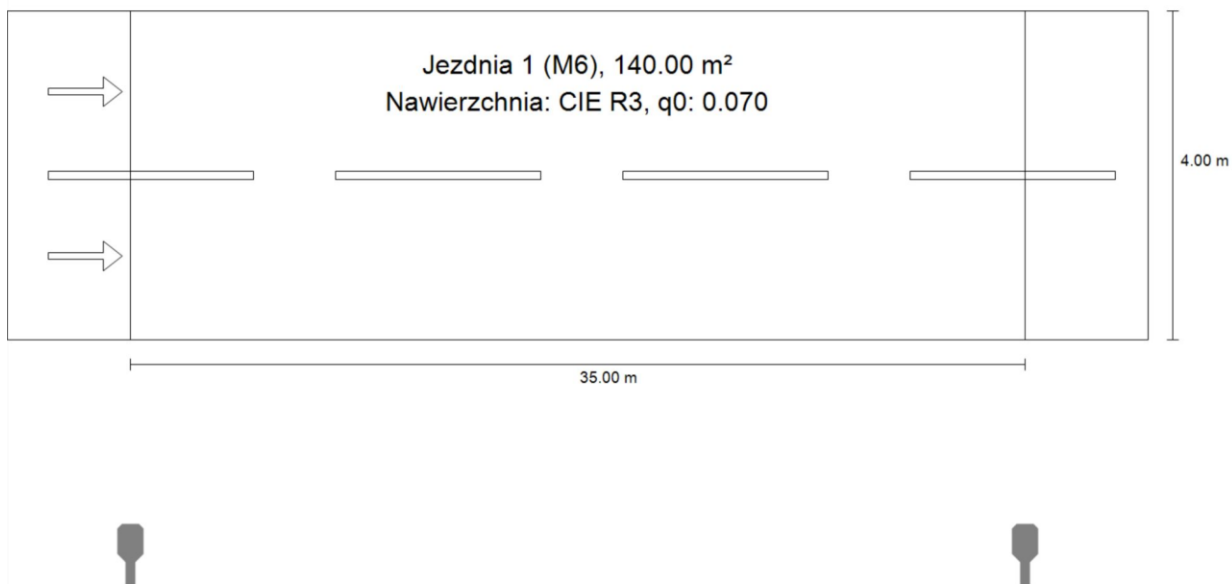 Jezdnia 1 (M6), 140.00 m²
Nawierzchnia: CIE R3, q0: 0.070
4.00 m
35.00 m